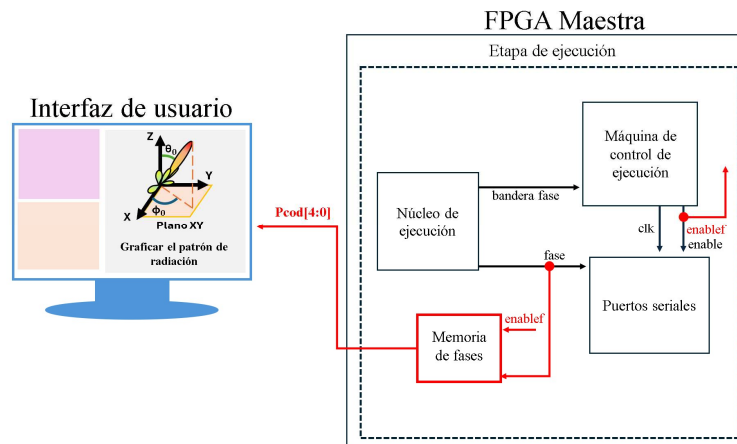 FPGA Maestra
Etapa de ejecución
Interfaz de usuario
Z
θ₀
Y
X
ϕ₀
Plano XY
Graficar el patrón de
radiación
Pcod[4:0]
Núcleo de
ejecución
bandera fase
Máquina de
control de
ejecución
clk
enablef
enable
fase
Puertos seriales
enablef
Memoria
de fases